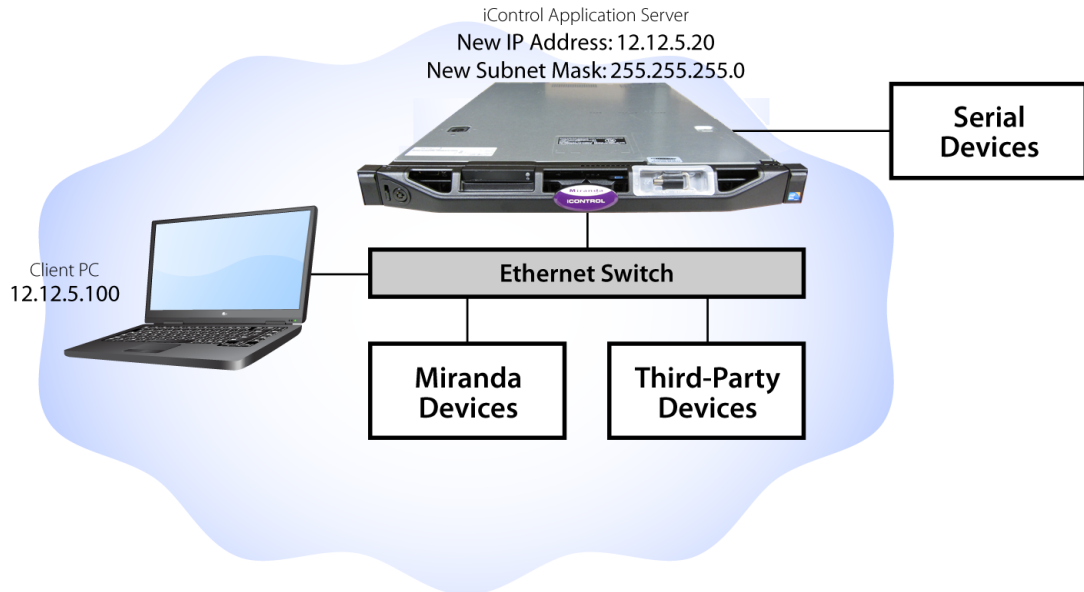 iControl Application Server
New IP Address: 12.12.5.20
New Subnet Mask: 255.255.255.0
Serial
Devices
Miranda
iCONTROL
Ethernet Switch
Client PC
12.12.5.100
Miranda
Devices
Third-Party
Devices